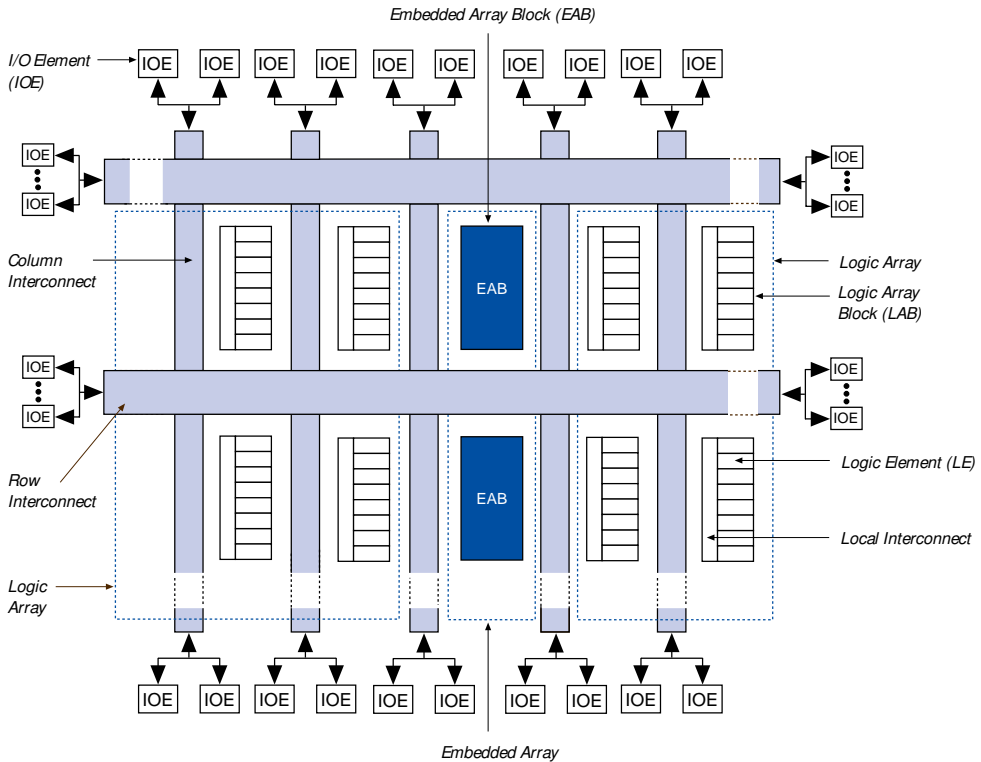 Embedded Array Block (EAB)
I/O Element
(IOE)
IOE IOE IOE IOE IOE IOE IOE IOE IOE IOE
IOE IOE
IOE IOE
Column
Interconnect
EAB
Logic Array
Logic Array
Block (LAB)
IOE IOE
IOE IOE
Row
Interconnect
EAB
Logic Element (LE)
Local Interconnect
Logic
Array
IOE IOE IOE IOE IOE IOE IOE IOE IOE IOE
Embedded Array